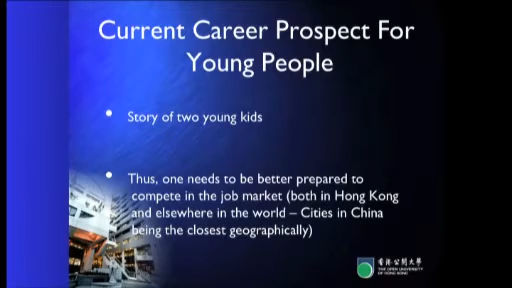 Current Career Prospect For
Young People
• Story of two young kids
• Thus, one needs to be better prepared to
compete in the job market (both in Hong Kong
and elsewhere in the world – Cities in China
being the closest geographically)
香港公開大學
THE OPEN UNIVERSITY
OF HONG KONG